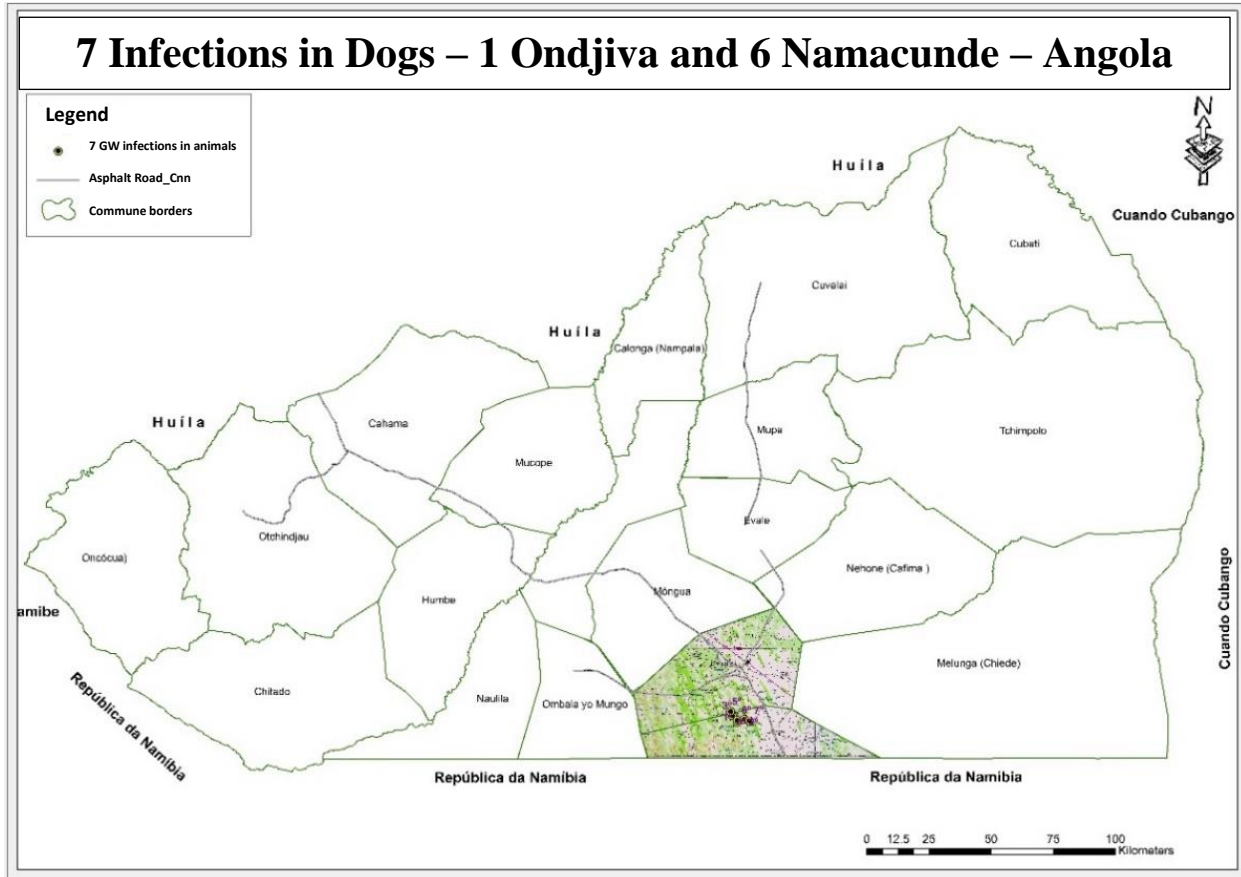 7 Infections in Dogs – 1 Ondjiva and 6 Namacunde – Angola
Legend
7 GW infections in animals
Asphalt Road_Cnn
Commune borders
N
Huíla
Cuando Cubango
Cubati
Cuvelai
Huíla
Calonga (Nampala)
Huíla
Cahama
Mupa
Tchimpolo
Mucope
Evale
Otchindjau
Oncócua)
Nehone (Cafima )
Móngua
Humbe
amibe
Cuando Cubango
Melunga (Chiede)
Chitado
Naulila
Ombala yo Mungo
República da Namíbia
República da Namíbia
República da Namíbia
0 12.5 25 50 75 100
Kilometers